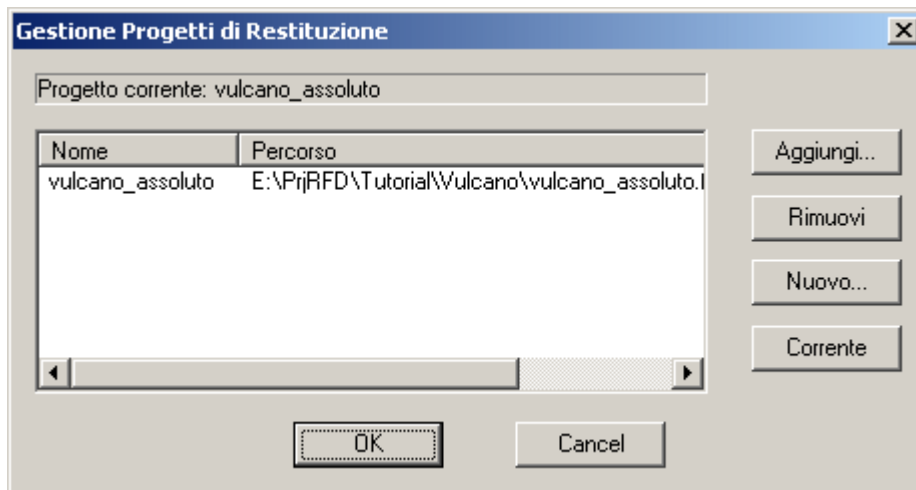 Gestione Progetti di Restituzione
Progetto corrente: vulcano_assoluto
Nome Percorso
vulcano_assoluto E:\PrjRFD\Tutorial\Vulcano\vulcano_assoluto.
Aggiungi...
Rimuovi
Nuovo...
Corrente
OK Cancel